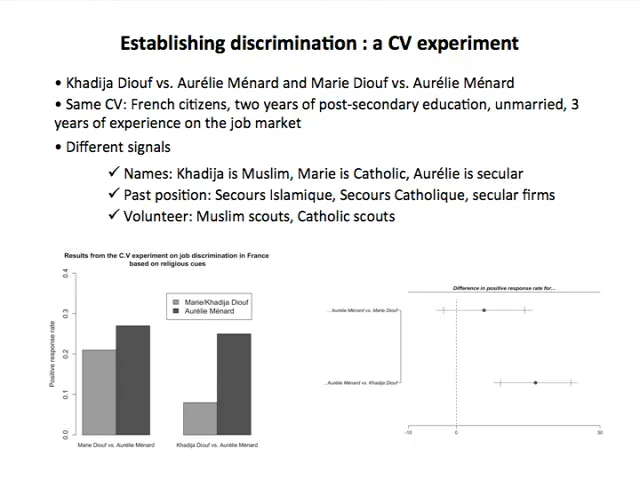 Establishing discrimination : a CV experiment
• Khadija Diouf vs. Aurélie Ménard and Marie Diouf vs. Aurélie Ménard
• Same CV: French citizens, two years of post-secondary education, unmarried, 3
years of experience on the job market
• Different signals
✓ Names: Khadija is Muslim, Marie is Catholic, Aurélie is secular
✓ Past position: Secours Islamique, Secours Catholique, secular firms
✓ Volunteer: Muslim scouts, Catholic scouts
Results from the C.V experiment on job discrimination in France
based on religious cues
Positive response rate
0.4
0.3
0.2
0.1
0.0
Marie/Khadija Diouf
Aurélie Ménard
Marie Diouf vs. Aurélie Ménard
Khadija Diouf vs. Aurélie Ménard
Difference in positive response rate for...
...Aurélie Ménard vs. Marie Diouf
...Aurélie Ménard vs. Khadija Diouf
-10
0
30